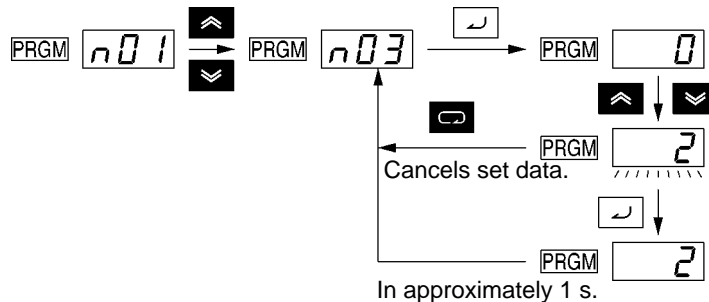 PRGM n01 PRGM n03 PRGM 0
PRGM 2
Cancels set data.
PRGM 2
In approximately 1 s.